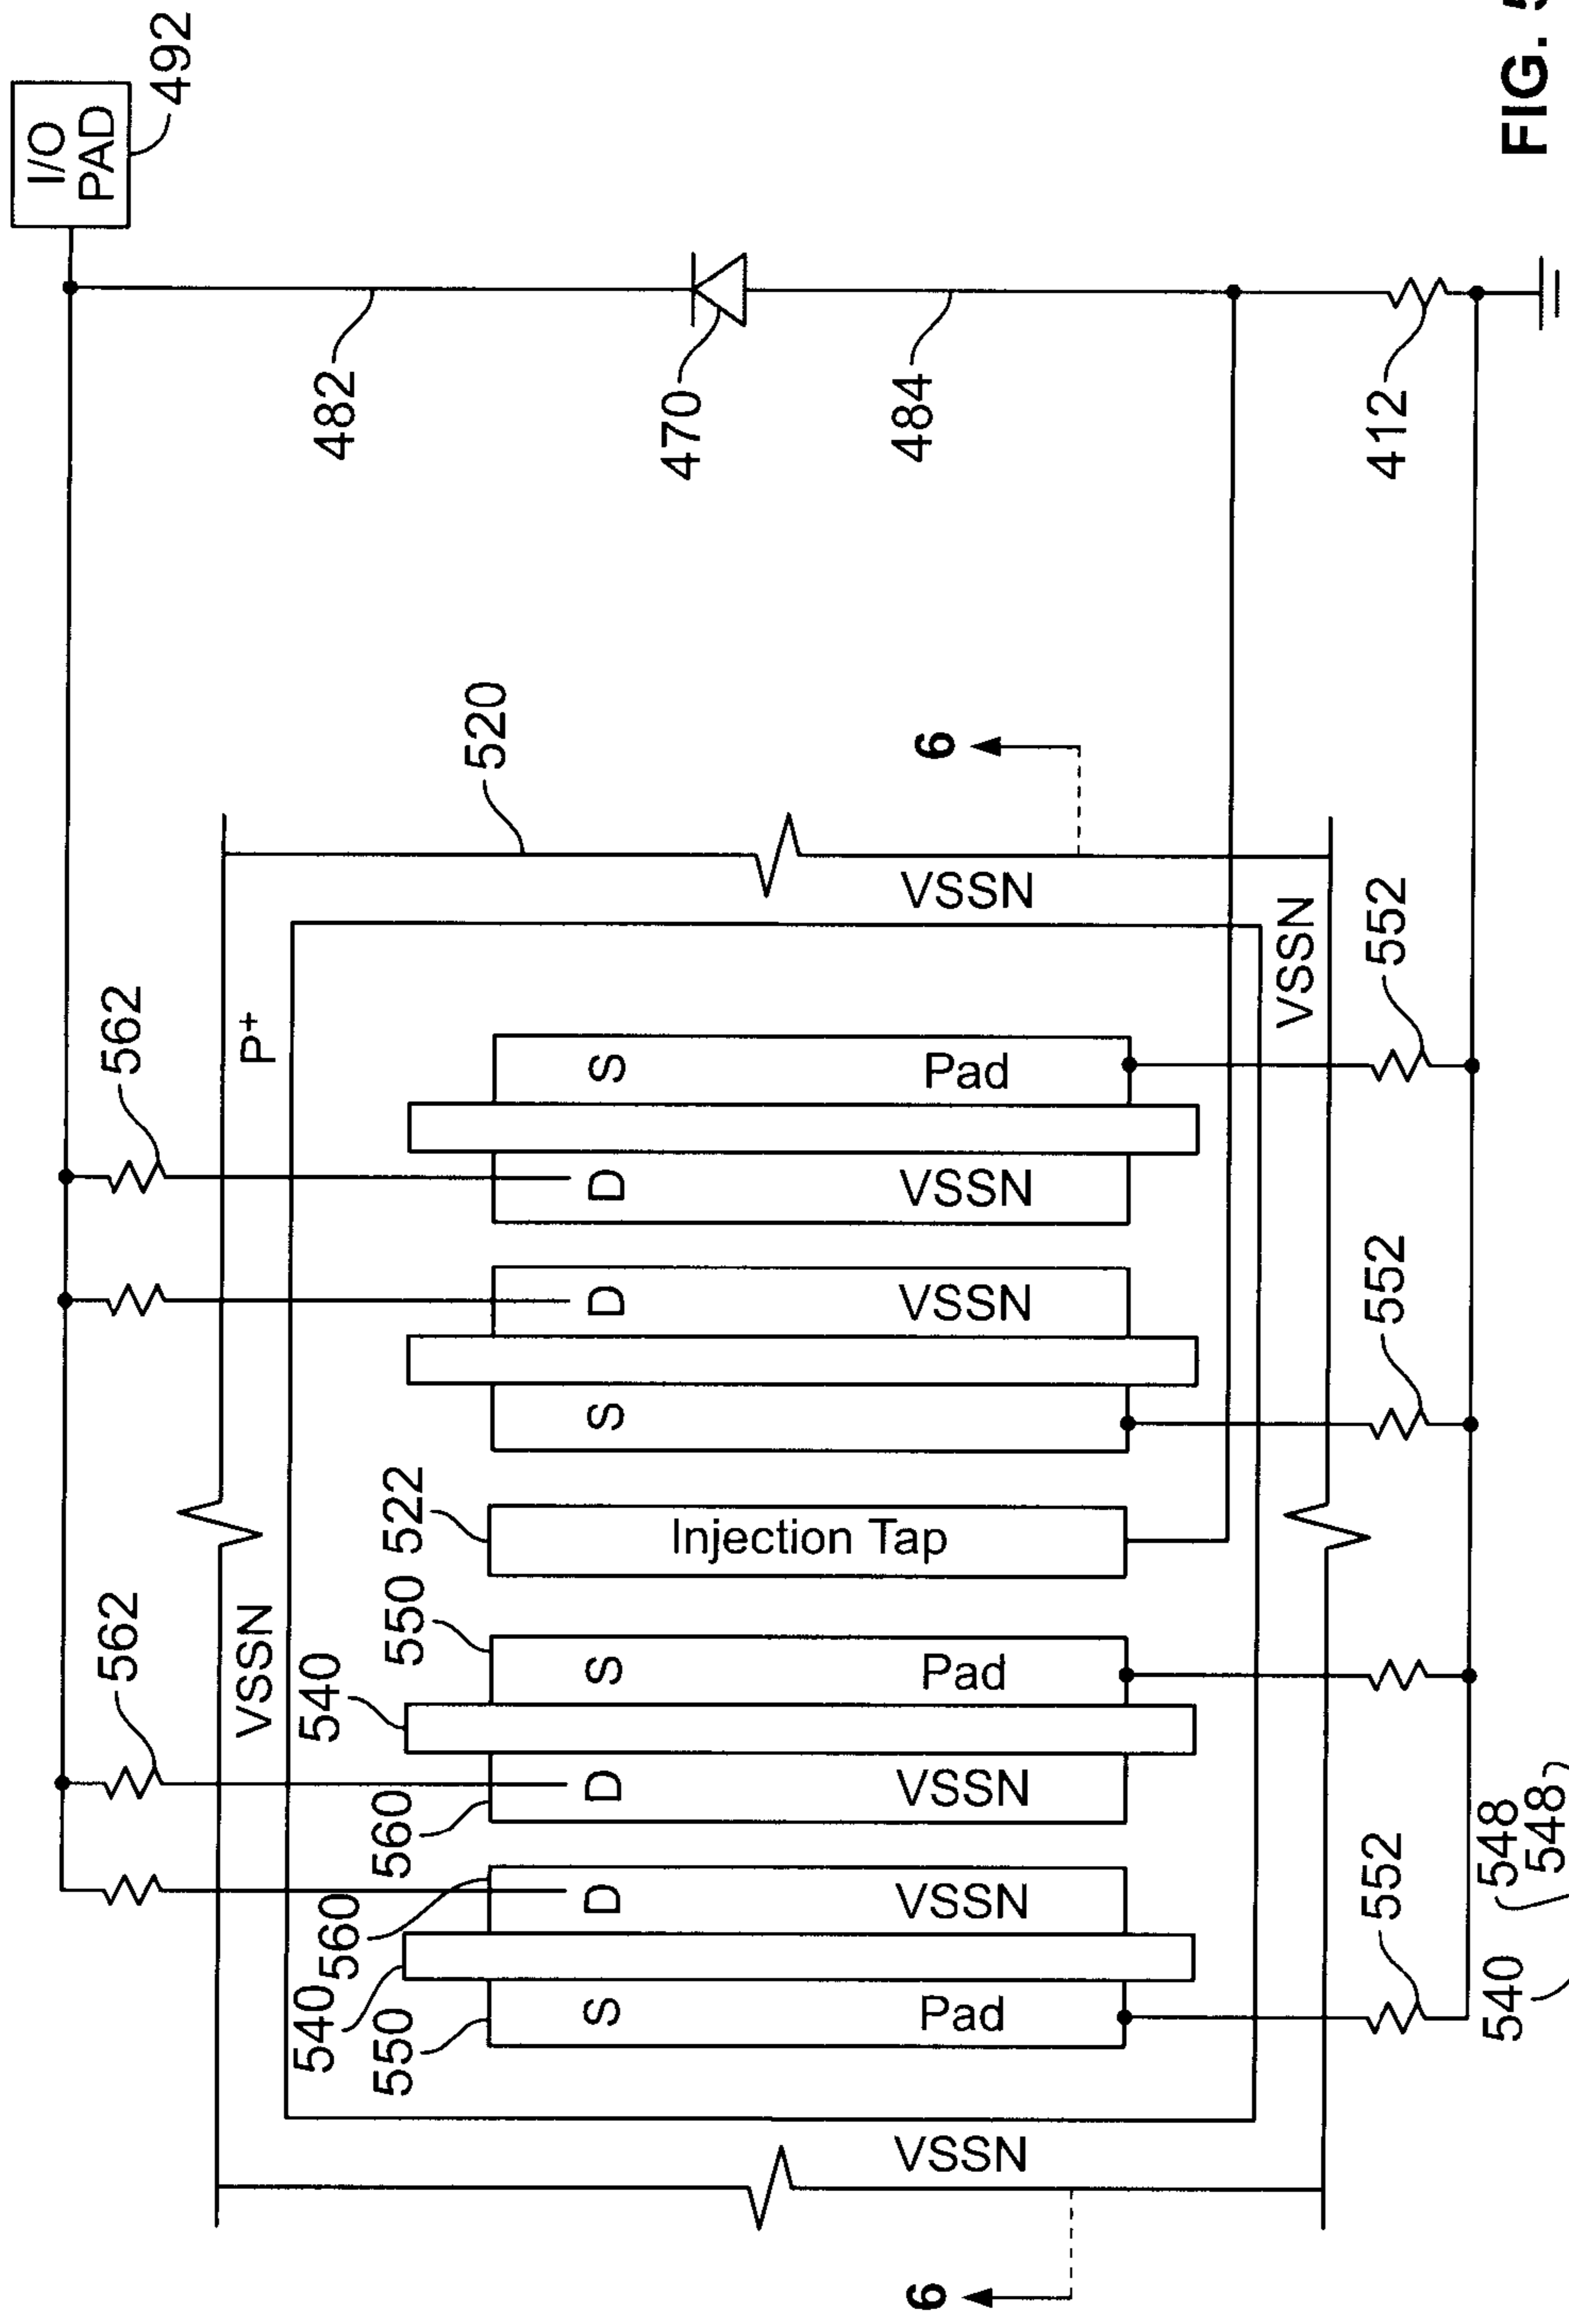 I/O
PAD
562
562
492
VSSN
P+
540
560
540
482
550
560
550
522
520
S
D
D
S
S
D
D
S
470
Injection Tap
6
VSSN
Pad
VSSN
VSSN
Pad
VSSN
VSSN
Pad
VSSN
6
484
VSSN
552
552
552
412
540
548
548
FIG.